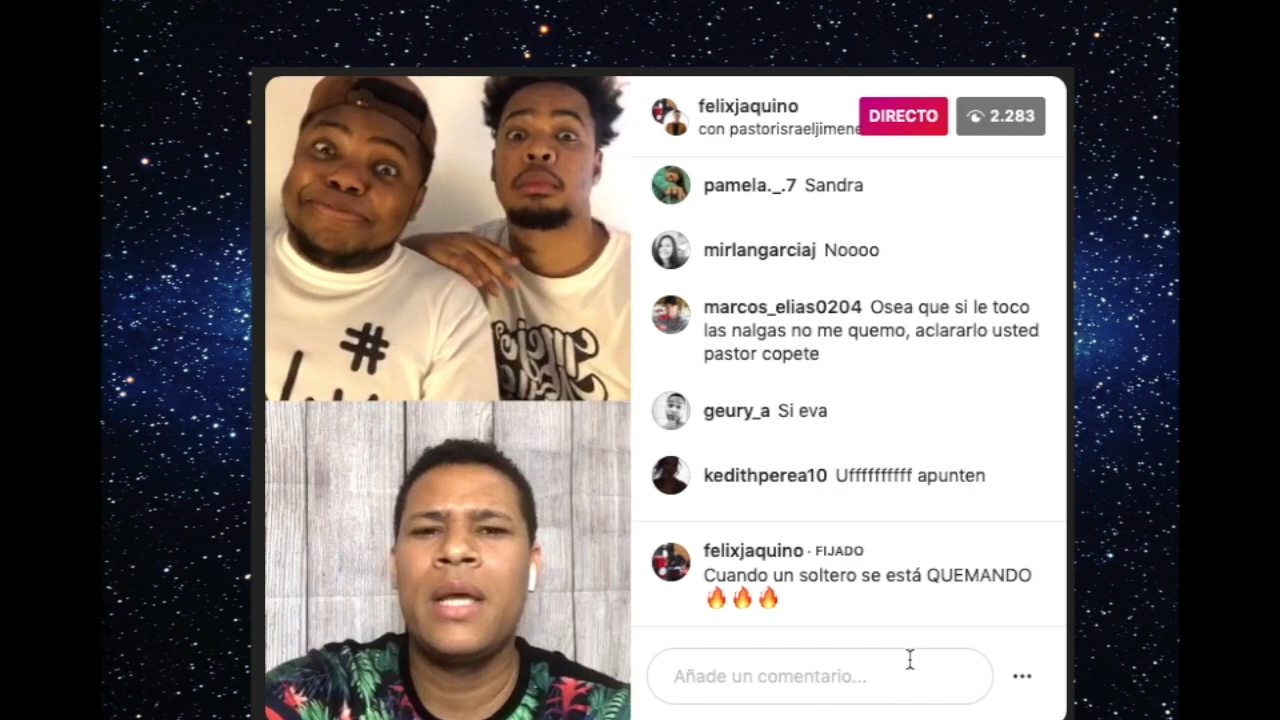 felixjaquino
con pastorisraeljimene
DIRECTO
2.283
pamela._.7 Sandra
mirlangarciaj Noooo
marcos_elias0204 Osea que si le toco
las nalgas no me quemo, aclararlo usted
pastor copete
geury_a Si eva
kedithperea10 Uffffffffff apunten
felixjaquino · FIJADO
Cuando un soltero se está QUEMANDO
🔥🔥🔥
Añade un comentario...
#